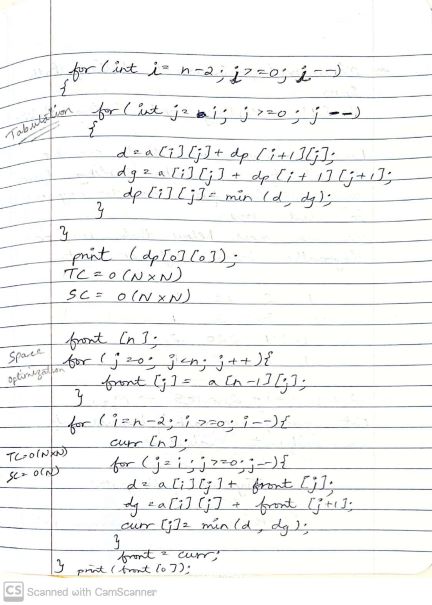 for (int i = n-2; i >= 0; i--)
{
Tabulation
for (int j = i; j >= 0; j--)
{
d = a[i][j] + dp[i+1][j];
dg = a[i][j] + dp[i+1][j+1];
dp[i][j] = min(d, dg);
}
}
print (dp[0][0]);
TC = O(N×N)
SC = O(N×N)
Space optimization
front [n];
for (j=0; j<n; j++){
front [j] = a[n-1][j];
}
for (i=n-2; i>=0; i--){
curr [n];
TC=O(N×N)
SC=O(N)
for (j=i; j>=0; j--){
d = a[i][j] + front [j];
dg = a[i][j] + front [j+1];
curr [j] = min(d, dg);
}
front = curr;
} print (front [0]);
CS Scanned with CamScanner